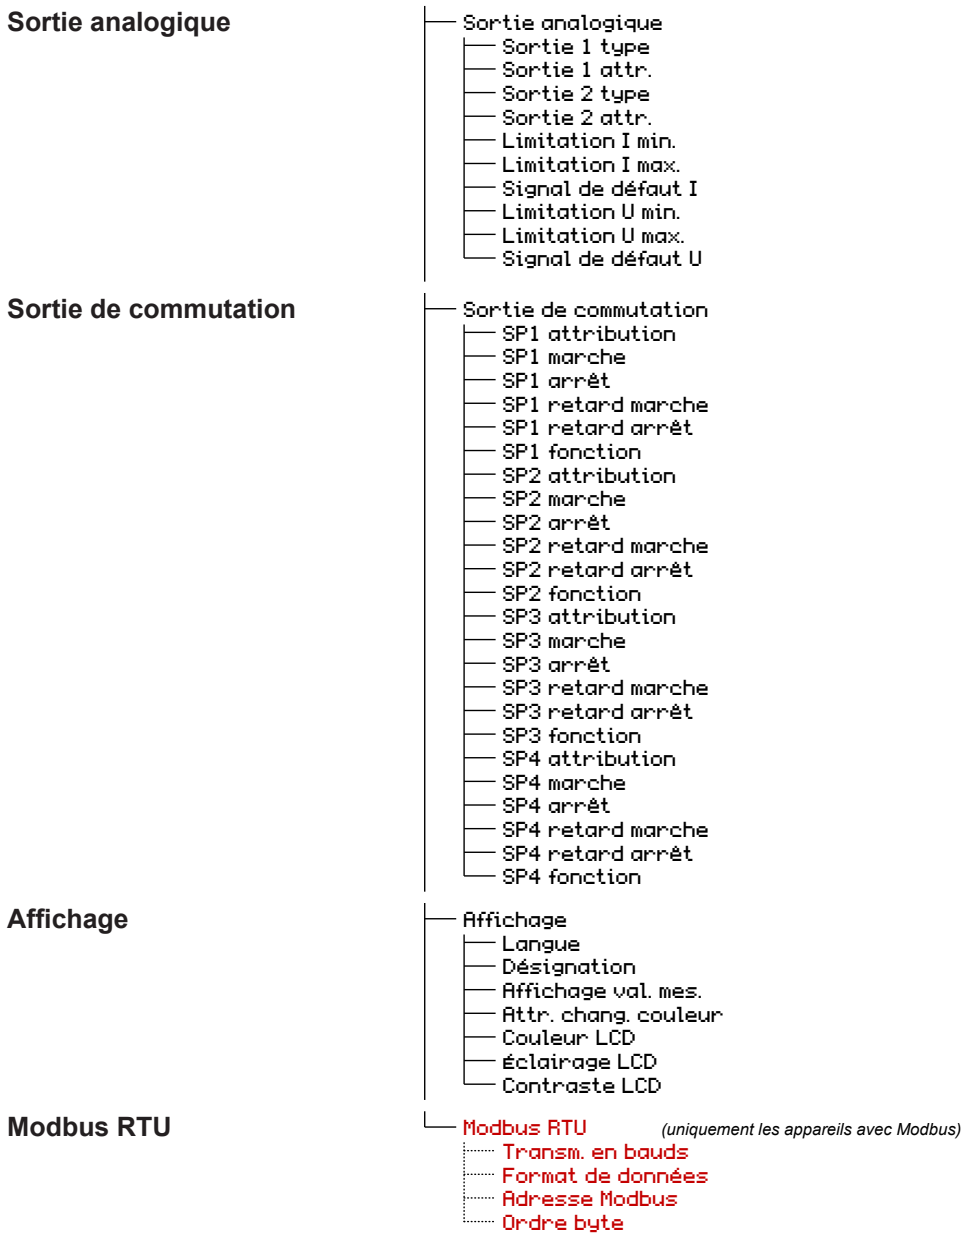 Sortie analogique
Sortie analogique
Sortie 1 type
Sortie 1 attr.
Sortie 2 type
Sortie 2 attr.
Limitation I min.
Limitation I max.
Signal de défaut I
Limitation U min.
Limitation U max.
Signal de défaut U
Sortie de commutation
Sortie de commutation
SP1 attribution
SP1 marche
SP1 arrêt
SP1 retard marche
SP1 retard arrêt
SP1 fonction
SP2 attribution
SP2 marche
SP2 arrêt
SP2 retard marche
SP2 retard arrêt
SP2 fonction
SP3 attribution
SP3 marche
SP3 arrêt
SP3 retard marche
SP3 retard arrêt
SP3 fonction
SP4 attribution
SP4 marche
SP4 arrêt
SP4 retard marche
SP4 retard arrêt
SP4 fonction
Affichage
Affichage
Langue
Désignation
Affichage val. mes.
Attr. chang. couleur
Couleur LCD
Éclairage LCD
Contraste LCD
Modbus RTU
Modbus RTU (uniquement les appareils avec Modbus)
Transm. en bauds
Format de données
Adresse Modbus
Ordre byte